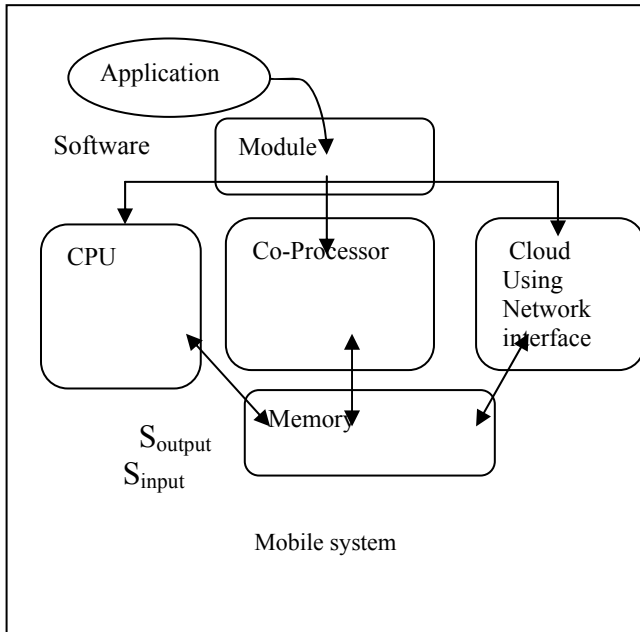 Application
Software
Module
CPU
Co-Processor
Cloud
Using
Network
interface
Memory
Soutput
Sinput
Mobile system